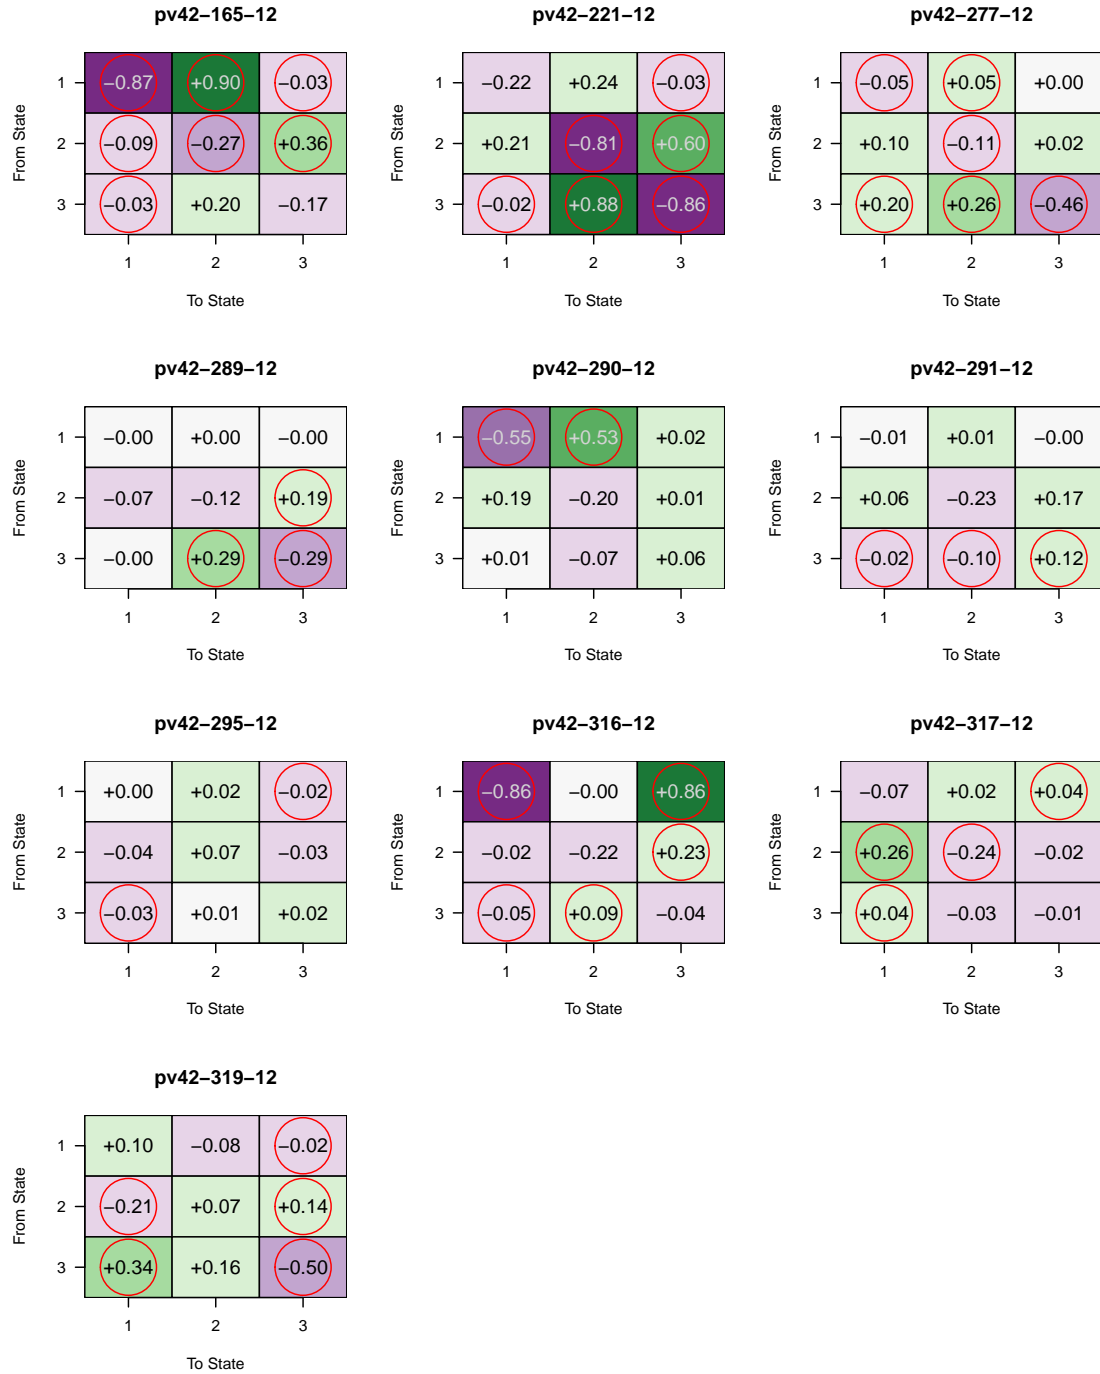 pv42−165−12 pv42−221−12 pv42−277−12
1 −0.87 +0.90 −0.03 1 −0.22 +0.24 −0.03 1 −0.05 +0.05 +0.00
From State From State From State
2 −0.09 −0.27 +0.36 2 +0.21 −0.81 +0.60 2 +0.10 −0.11 +0.02
3 −0.03 +0.20 −0.17 3 −0.02 +0.88 −0.86 3 +0.20 +0.26 −0.46
1 2 3 1 2 3 1 2 3
To State To State To State
pv42−289−12 pv42−290−12 pv42−291−12
1 −0.00 +0.00 −0.00 1 −0.55 +0.53 +0.02 1 −0.01 +0.01 −0.00
From State From State From State
2 −0.07 −0.12 +0.19 2 +0.19 −0.20 +0.01 2 +0.06 −0.23 +0.17
3 −0.00 +0.29 −0.29 3 +0.01 −0.07 +0.06 3 −0.02 −0.10 +0.12
1 2 3 1 2 3 1 2 3
To State To State To State
pv42−295−12 pv42−316−12 pv42−317−12
1 +0.00 +0.02 −0.02 1 −0.86 −0.00 +0.86 1 −0.07 +0.02 +0.04
From State From State From State
2 −0.04 +0.07 −0.03 2 −0.02 −0.22 +0.23 2 +0.26 −0.24 −0.02
3 −0.03 +0.01 +0.02 3 −0.05 +0.09 −0.04 3 +0.04 −0.03 −0.01
1 2 3 1 2 3 1 2 3
To State To State To State
pv42−319−12
1 +0.10 −0.08 −0.02
From State
2 −0.21 +0.07 +0.14
3 +0.34 +0.16 −0.50
1 2 3
To State